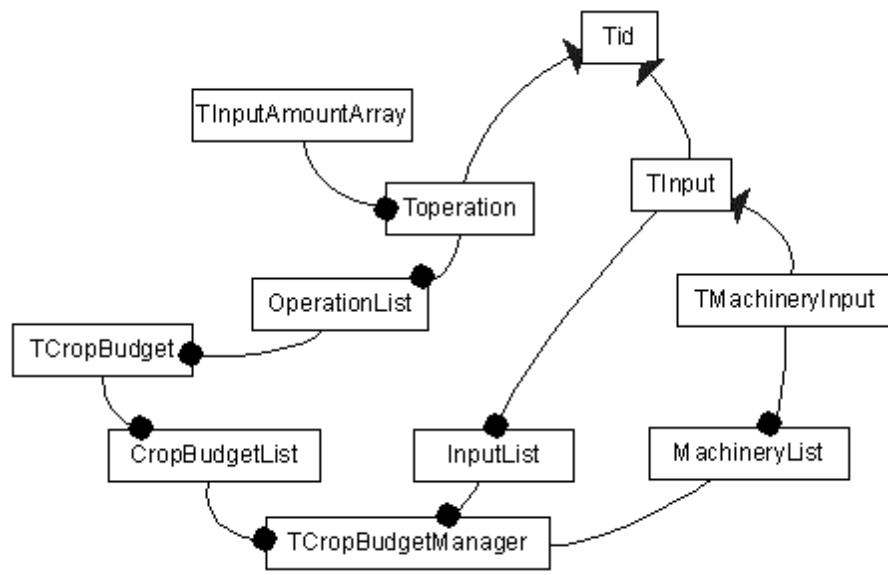 Tid
TInputAmountArray
TInput
Toperation
OperationList
TMachineryInput
TCropBudget
CropBudgetList
InputList
MachineryList
TCropBudgetManager